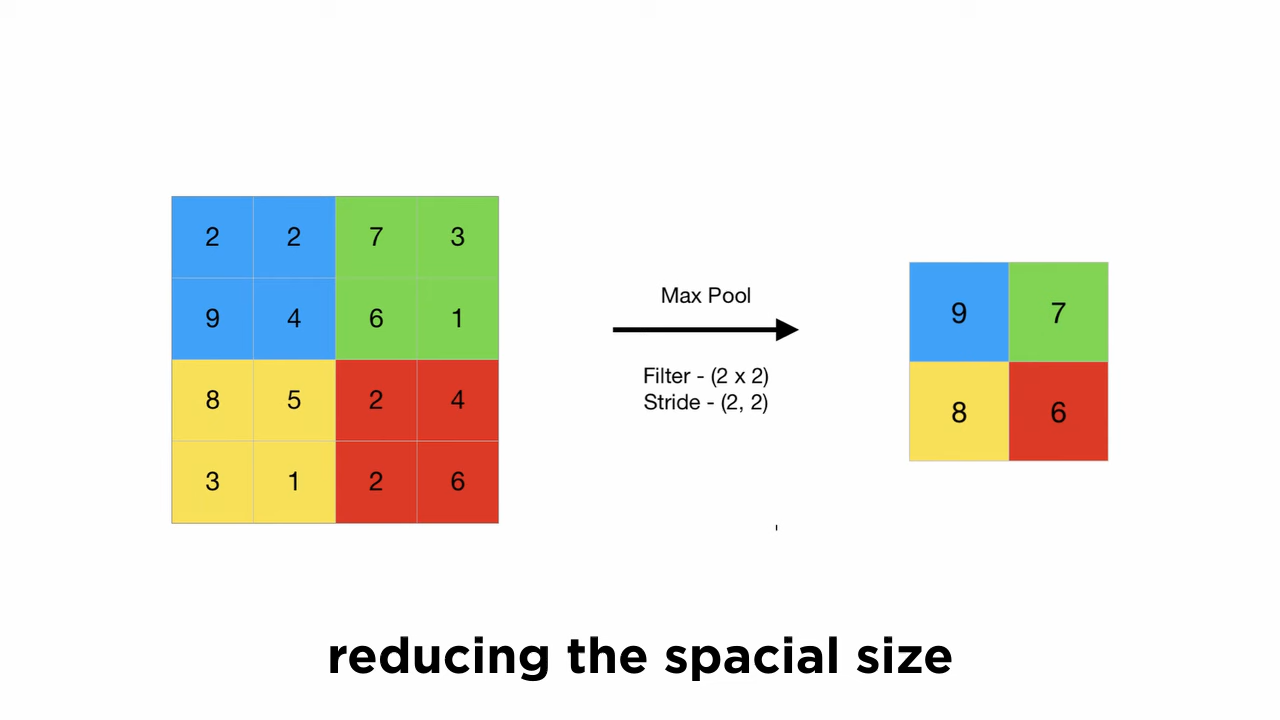 2 2 7 3
9 4 6 1
8 5 2 4
3 1 2 6
Max Pool
Filter - (2 x 2)
Stride - (2, 2)
9 7
8 6
reducing the spacial size